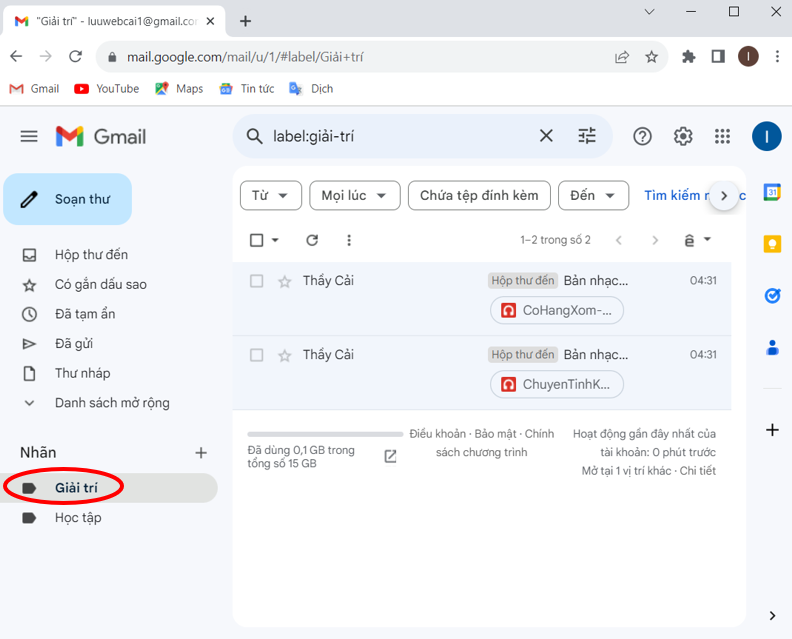 "Giải trí" - luuwebcai1@gmail.co
mail.google.com/mail/u/1/#label/Giải+trí
I
Gmail YouTube Maps Tin tức Dịch
Gmail
label:giải-trí
I
Soạn thư
Từ Mọi lúc Chứa tệp đính kèm Đến Tìm kiếm
31
1–2 trong số 2
Hộp thư đến
Có gắn dấu sao
Đã tạm ẩn
Đã gửi
Thư nháp
Danh sách mở rộng
Nhãn
Giải trí
Học tập
Thầy Cải Hộp thư đến Bản nhạc... 04:31
CoHangXom-...
Thầy Cải Hộp thư đến Bản nhạc... 04:31
ChuyenTinhK...
Đã dùng 0,1 GB trong
tổng số 15 GB
Điều khoản · Bảo mật · Chính
sách chương trình
Hoạt động gần đây nhất của
tài khoản: 0 phút trước
Mở tại 1 vị trí khác · Chi tiết